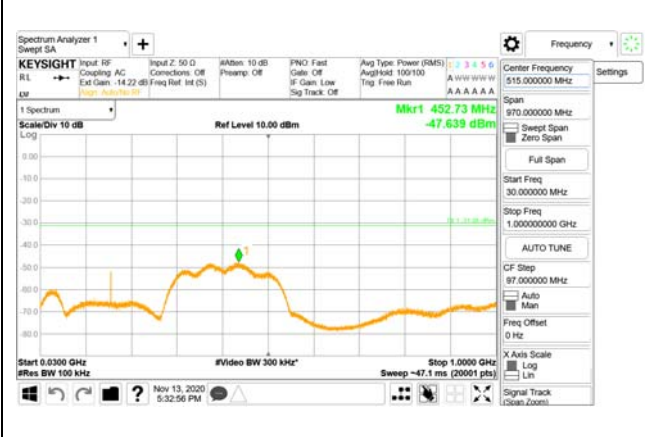 Spectrum Analyzer 1
Swept SA
Frequency
KEYSIGHT
RL
Input: RF
Coupling: AC
Ext Gain: -14.22 dB
Align: Auto/No RF
Input Z: 50 Ω
Corrections: Off
Freq Ref: Int (S)
#Atten: 10 dB
Preamp: Off
PNO: Fast
Gate: Off
IF Gain: Low
Sig Track: Off
Avg Type: Power (RMS)
Avg|Hold: 100/100
Trig: Free Run
1 2 3 4 5 6
A W W W W W
A A A A A A
1 Spectrum
Mkr1 452.73 MHz
Scale/Div 10 dB
Ref Level 10.00 dBm
-47.639 dBm
Log
0.00
-10.0
-20.0
-30.0
-40.0
-50.0
-60.0
-70.0
-80.0
1
Start 0.0300 GHz
#Video BW 300 kHz*
Stop 1.0000 GHz
#Res BW 100 kHz
Sweep ~47.1 ms (20001 pts)
Nov 13, 2020
5:32:56 PM
Center Frequency
515.000000 MHz
Settings
Span
970.000000 MHz
Swept Span
Zero Span
Full Span
Start Freq
30.000000 MHz
Stop Freq
1.000000000 GHz
AUTO TUNE
CF Step
97.000000 MHz
Auto
Man
Freq Offset
0 Hz
X Axis Scale
Log
Lin
Signal Track
(Span Zoom)